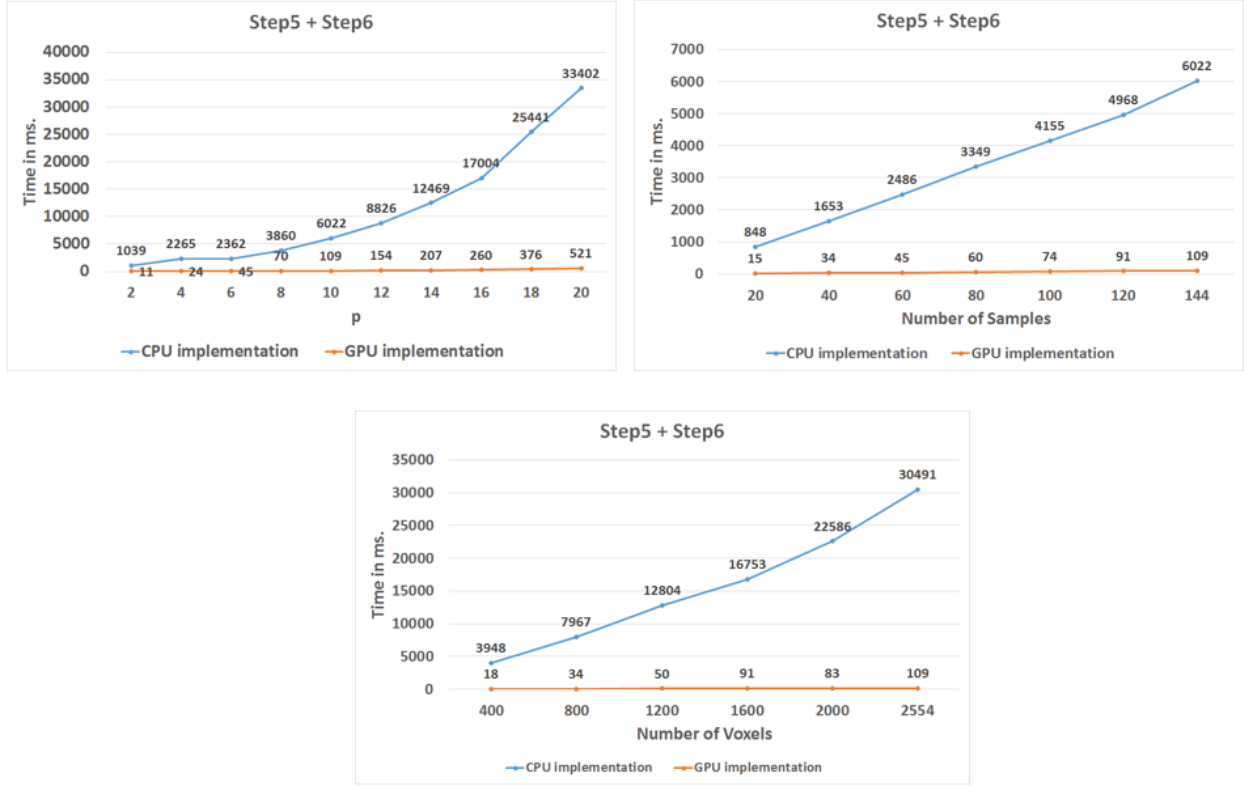 Step5 + Step6
40000
35000
30000
25000
20000
15000
10000
5000
0
Time in ms.
1039 2265 2362 3860 6022 8826 12469 17004 25441 33402
11 24 45 70 109 154 207 260 376 521
2 4 6 8 10 12 14 16 18 20
p
CPU implementation GPU implementation
Step5 + Step6
7000
6000
5000
4000
3000
2000
1000
0
Time in ms.
848 1653 2486 3349 4155 4968 6022
15 34 45 60 74 91 109
20 40 60 80 100 120 144
Number of Samples
CPU implementation GPU implementation
Step5 + Step6
35000
30000
25000
20000
15000
10000
5000
0
Time in ms.
3948 7967 12804 16753 22586 30491
18 34 50 91 83 109
400 800 1200 1600 2000 2554
Number of Voxels
CPU implementation GPU implementation